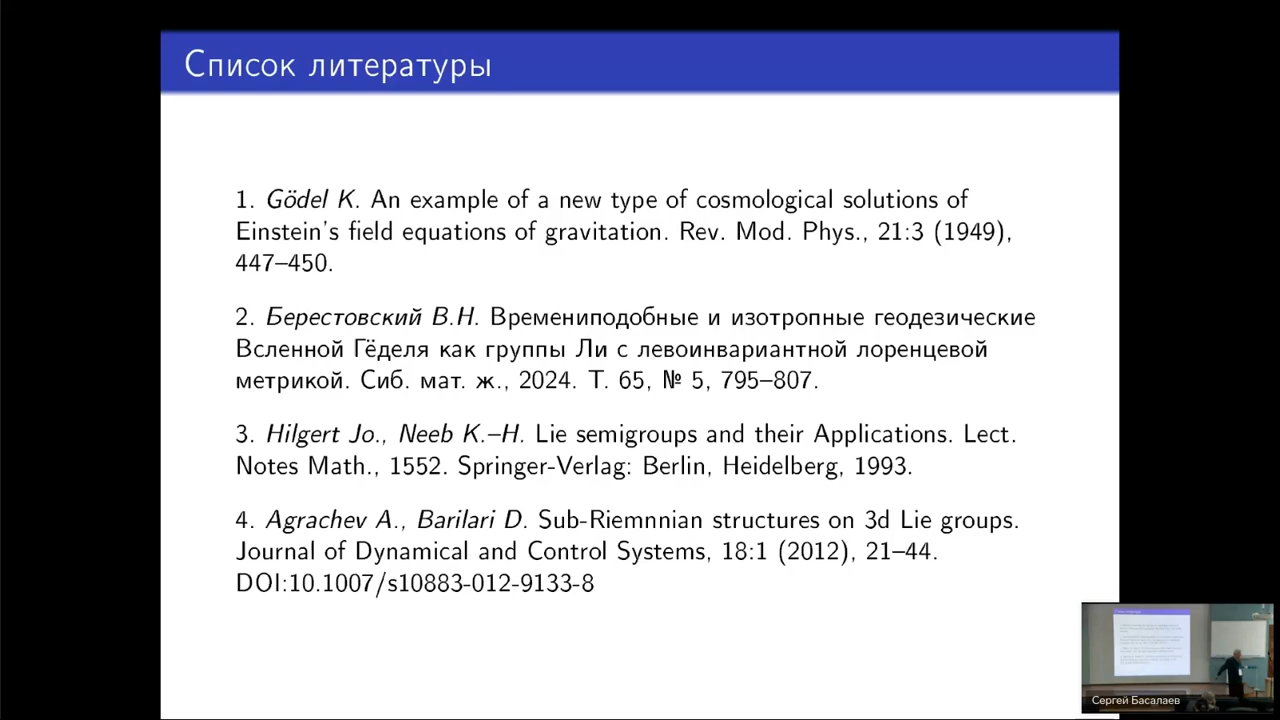 Список литературы
1. Gödel K. An example of a new type of cosmological solutions of
Einstein's field equations of gravitation. Rev. Mod. Phys., 21:3 (1949),
447–450.
2. Берестовский В.Н. Времениподобные и изотропные геодезические
Всленной Гёделя как группы Ли с левоинвариантной лоренцевой
метрикой. Сиб. мат. ж., 2024. Т. 65, № 5, 795–807.
3. Hilgert Jo., Neeb K.–H. Lie semigroups and their Applications. Lect.
Notes Math., 1552. Springer-Verlag: Berlin, Heidelberg, 1993.
4. Agrachev A., Barilari D. Sub-Riemnnian structures on 3d Lie groups.
Journal of Dynamical and Control Systems, 18:1 (2012), 21–44.
DOI:10.1007/s10883-012-9133-8
Сергей Басалаев